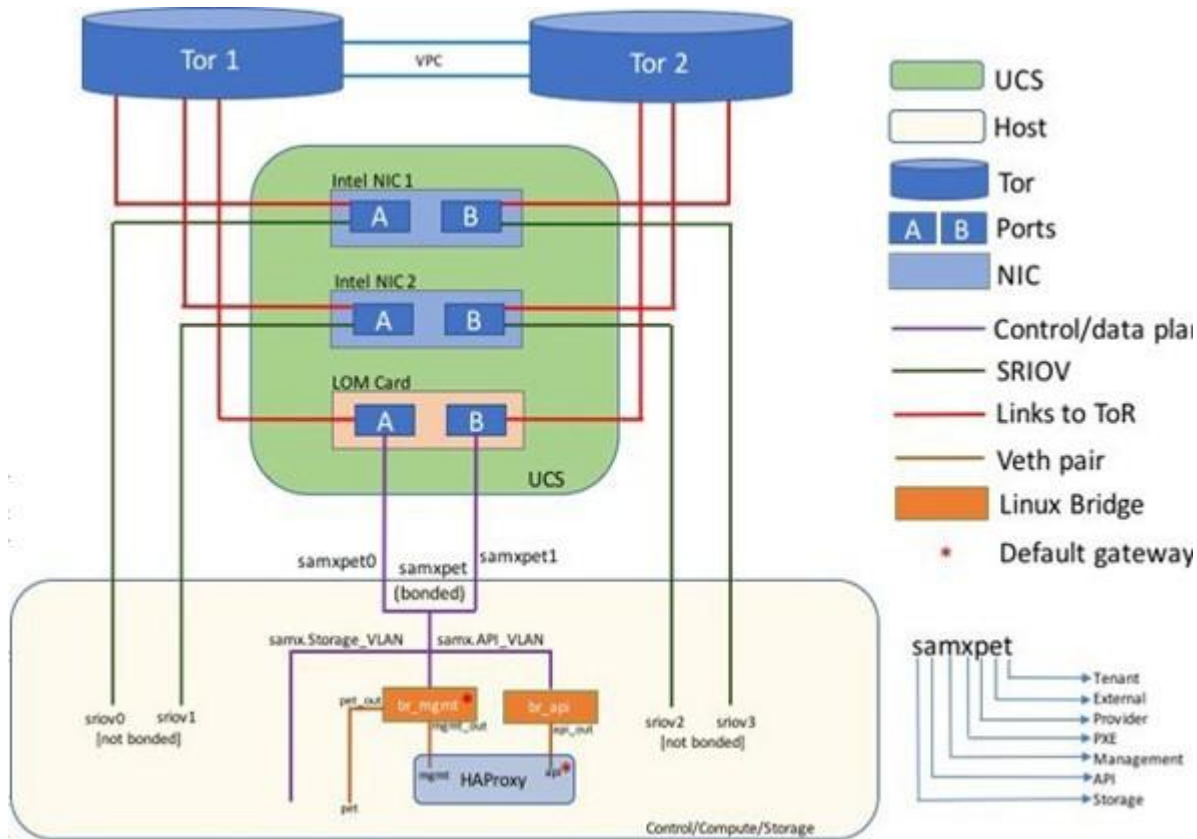 Tor 1
VPC
Tor 2
Intel NIC 1
A
B
Intel NIC 2
A
B
LOM Card
A
B
UCS
samxpet0
samxpet
(bonded)
samxpet1
samx.Storage_VLAN
samx.API_VLAN
pet_out
br_mgmt*
mgmt_out
br_api
api_out
sriov0
sriov1
[not bonded]
sriov2
sriov3
[not bonded]
mgmt
HAProxy
api*
pet
Control/Compute/Storage
UCS
Host
Tor
A
B
Ports
NIC
Control/data plan
SRIOV
Links to ToR
Veth pair
Linux Bridge
* Default gateway
samxpet
Tenant
External
Provider
PXE
Management
API
Storage